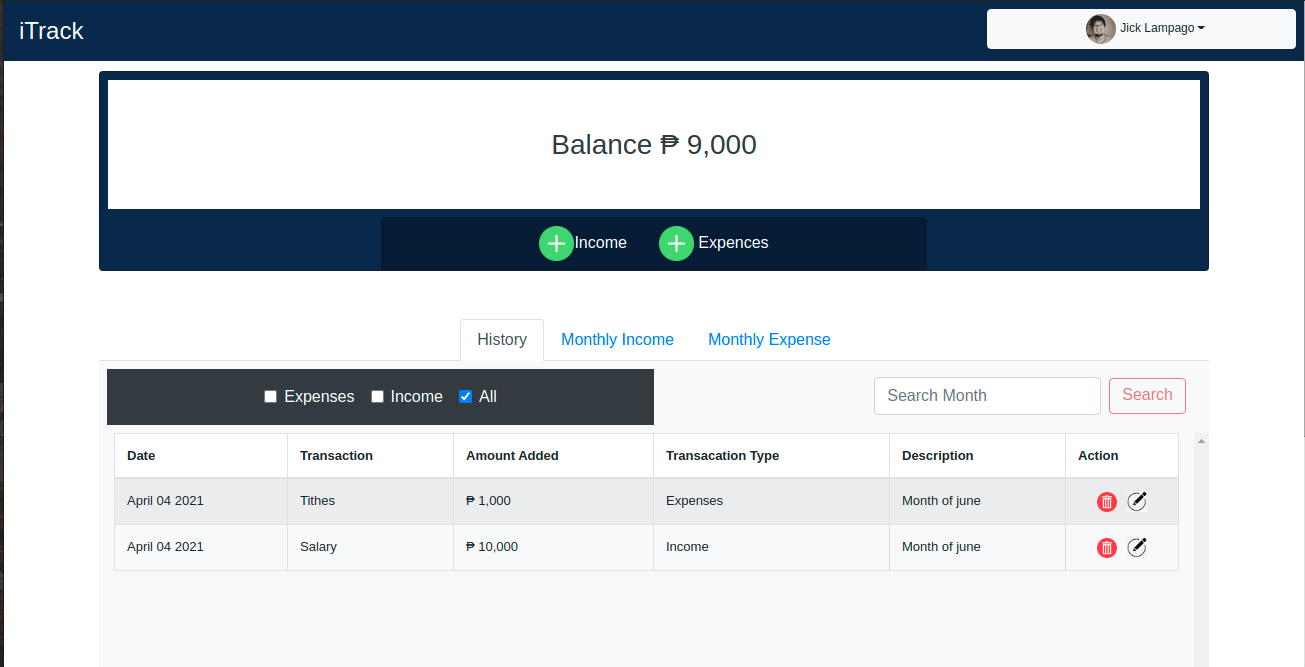 iTrack
Jick Lampago
Balance ₱ 9,000
Income Expences
History Monthly Income Monthly Expense
Expenses Income All Search Month Search
Date Transaction Amount Added Transacation Type Description Action
April 04 2021 Tithes ₱ 1,000 Expenses Month of june
April 04 2021 Salary ₱ 10,000 Income Month of june